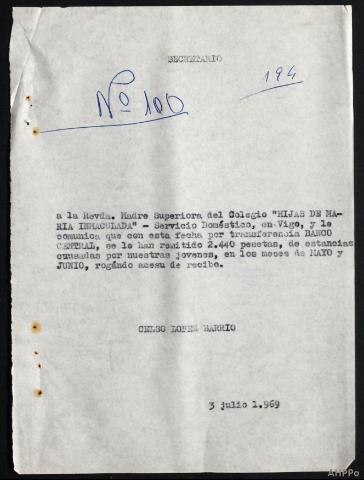 SECRETARIO
194
Nº 100
a la Revda. Madre Superiora del Colegio "HIJAS DE MA-
RIA INMACULADA" - Servicio Doméstico, en-Vigo, y le
comunica que con esta fecha por transferencia BANCO
CENTRAL, se le han remitido 2.440 pesetas, de estancias
causadas por nuestras jovenes, en los meses de MAYO y
JUNIO, rogándo acesu de recibo.
CELSO LOPEZ BARRIO
3 julio 1.969
AHPPo